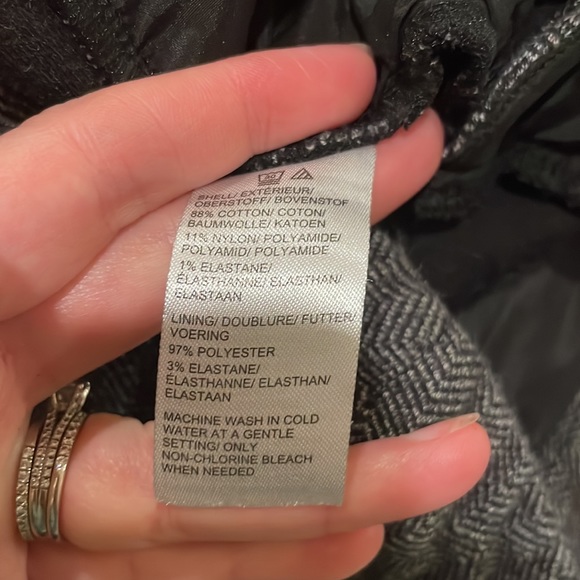 30
SHELL/ EXTÉRIEUR/
OBERSTOFF/ BOVENSTOF
88% COTTON/ COTON/
BAUMWOLLE/ KATOEN
11% NYLON/ POLYAMIDE/
POLYAMID/ POLYAMIDE
1% ELASTANE/
ÉLASTHANNE/ ELASTHAN/
ELASTAAN
LINING/ DOUBLURE/ FUTTER/
VOERING
97% POLYESTER
3% ELASTANE/
ÉLASTHANNE/ ELASTHAN/
ELASTAAN
MACHINE WASH IN COLD
WATER AT A GENTLE
SETTING/ ONLY
NON-CHLORINE BLEACH
WHEN NEEDED